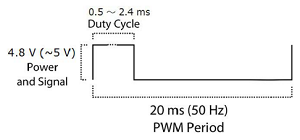 0.5 ~ 2.4 ms
Duty Cycle
4.8 V (~5 V)
Power
and Signal
20 ms (50 Hz)
PWM Period